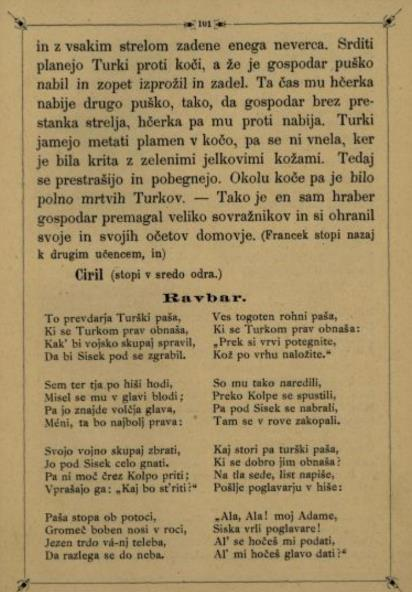 101
in z vsakim strelom zadene enega neverca. Srditi
planejo Turki proti koči, a že je gospodar puško
nabil in zopet izprožil in zadel. Ta čas mu hčerka
nabije drugo puško, tako, da gospodar brez pre-
stanka strelja, hčerka pa mu proti nabija. Turki
jamejo metati plamen v kočo, pa se ni vnela, ker
je bila krita z zelenimi jelkovimi kožami. Tedaj
se prestrašijo in pobegnejo. Okolu koče pa je bilo
polno mrtvih Turkov. — Tako je en sam hraber
gospodar premagal veliko sovražnikov in si ohranil
svoje in svojih očetov domovje. (Francek stopi nazaj
k drugim učencem, in)
Ciril (stopi v sredo odra.)
Ravbar.
To prevdarja Turški paša,
Ki se Turkom prav obnaša,
Kak' bi vojsko skupaj spravil,
Da bi Sisek pod se zgrabil.
Sem ter tja po hiši hodi,
Misel se mu v glavi blodi;
Pa jo znajde volčja glava,
Méni, ta bo najbolj prava:
Svojo vojno skupaj zbrati,
Jo pod Sisek celo gnati.
Pa ni moč črez Kolpo priti;
Vprašajo ga: „Kaj bo st'riti?“
Paša stopa ob potoci,
Gromeč boben nosi v roci,
Jezen trdo vá-nj teleba,
Da razlega se do neba.
Ves togoten rohni paša,
Ki se Turkom prav obnaša:
„Prek si vrvi potegnite,
Kož po vrhu naložite.“
So mu tako naredili,
Preko Kolpe se spustili,
Pa pod Sisek se nabrali,
Tam se v rove zakopali.
Kaj stori pa turški paša,
Ki se dobro jim obnaša?
Na tla sede, list napiše,
Pošlje poglavarju v hiše:
„Ala, Ala! moj Adame,
Siska vrli poglavare!
Al' se hočeš mi podati,
Al' mi hočeš glavo dati?“